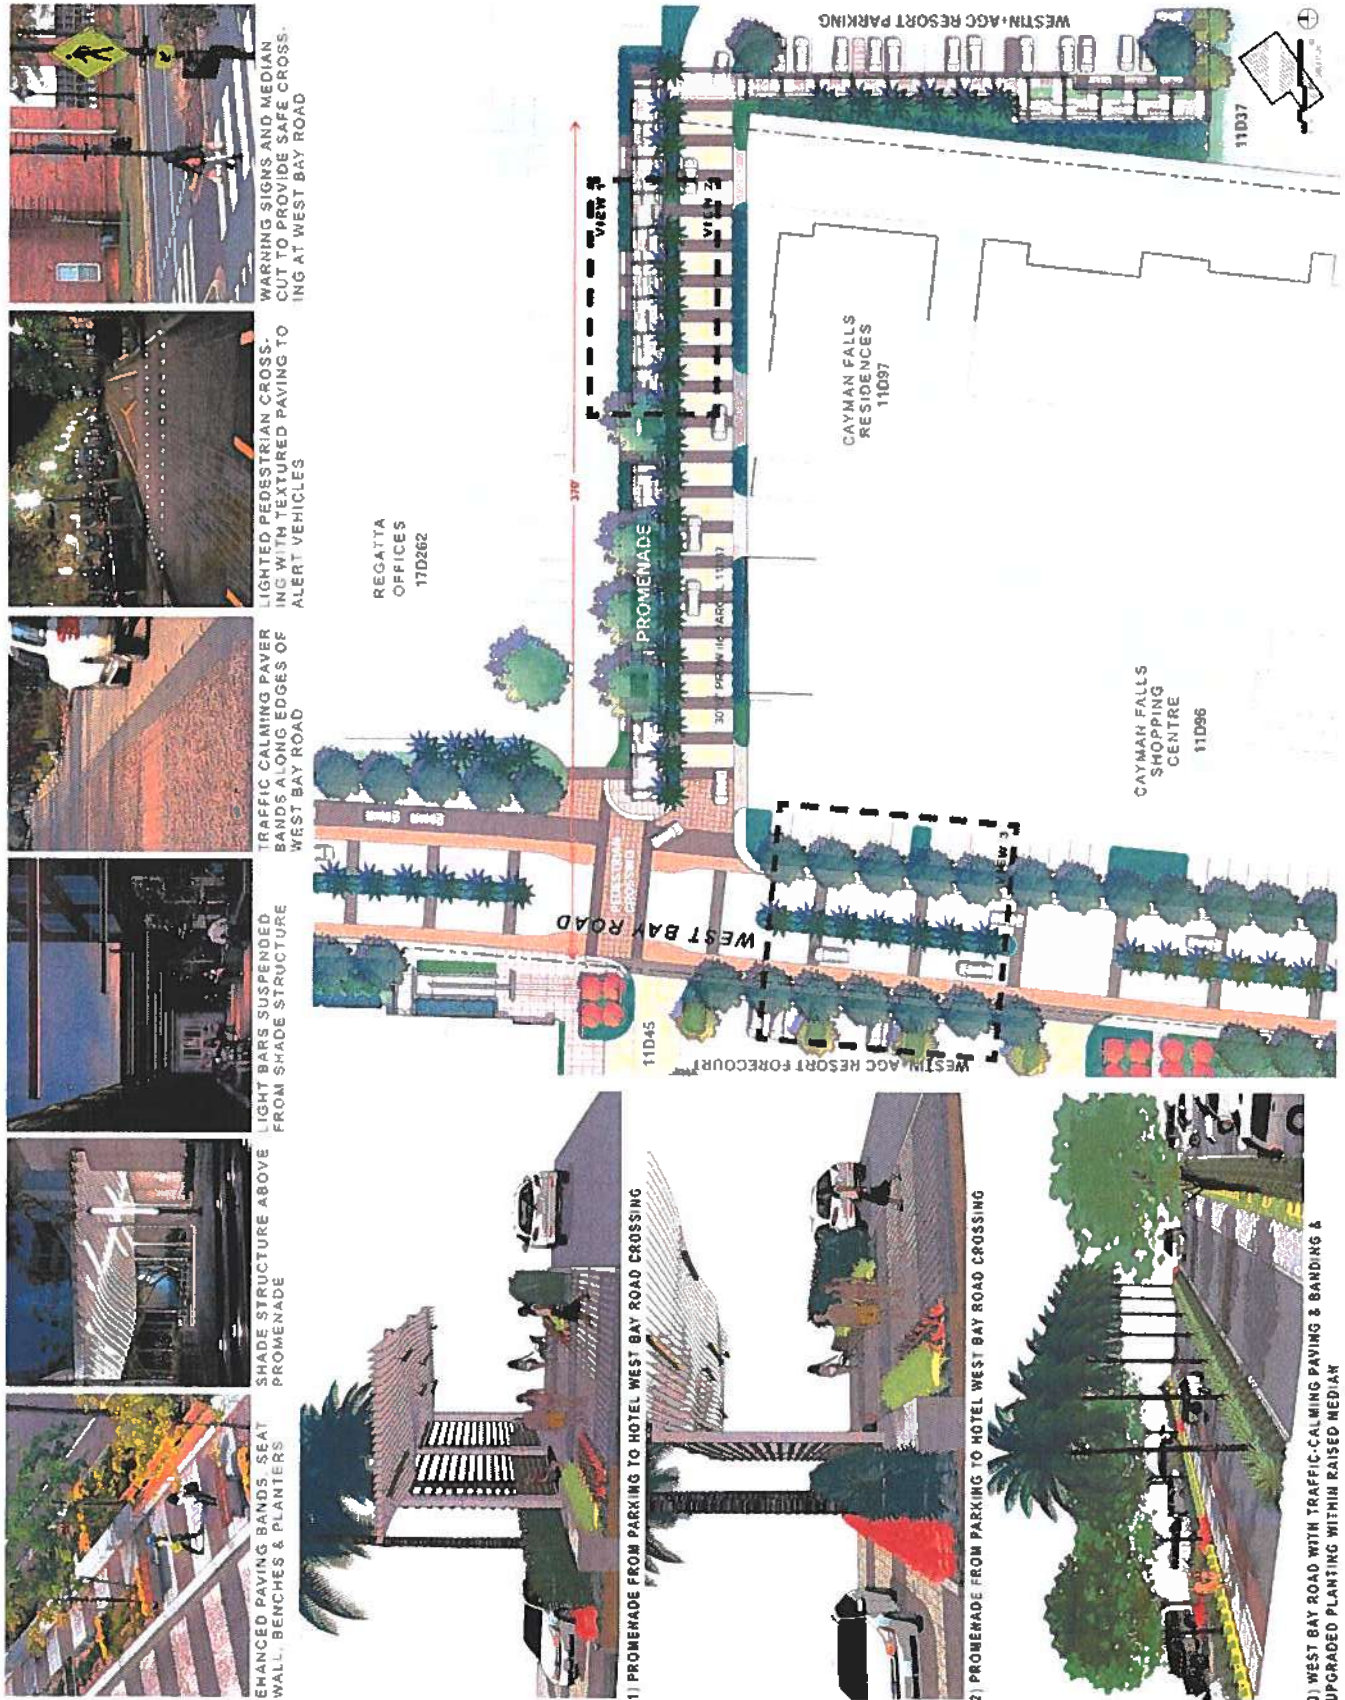 EHANCED PAVING BANDS, SEAT
WALL, BENCHES & PLANTERS
SHADE STRUCTURE ABOVE
PROMENADE
LIGHT BARS SUSPENDED
FROM SHADE STRUCTURE
TRAFFIC CALMING PAVER
BANDS ALONG EDGES OF
WEST BAY ROAD
LIGHTED PEDESTRIAN CROSS-
ING WITH TEXTURED PAVING TO
ALERT VEHICLES
WARNING SIGNS AND MEDIAN
CUT TO PROVIDE SAFE CROSS-
ING AT WEST BAY ROAD
1) PROMENADE FROM PARKING TO HOTEL WEST BAY ROAD CROSSING
2) PROMENADE FROM PARKING TO HOTEL WEST BAY ROAD CROSSING
3) WEST BAY ROAD WITH TRAFFIC-CALMING PAVING & BANDING &
UPGRADED PLANTING WITHIN RAISED MEDIAN
REGATTA
OFFICES
17D262
370'
VIEW 1
VIEW 2
PROMENADE
PEDESTRIAN
CROSSING
WEST BAY ROAD
11D45
WESTIN+AGC RESORT FORECOURT
VIEW 3
CAYMAN FALLS
RESIDENCES
11D97
CAYMAN FALLS
SHOPPING
CENTRE
11D96
WESTIN+AGC RESORT PARKING
11D37